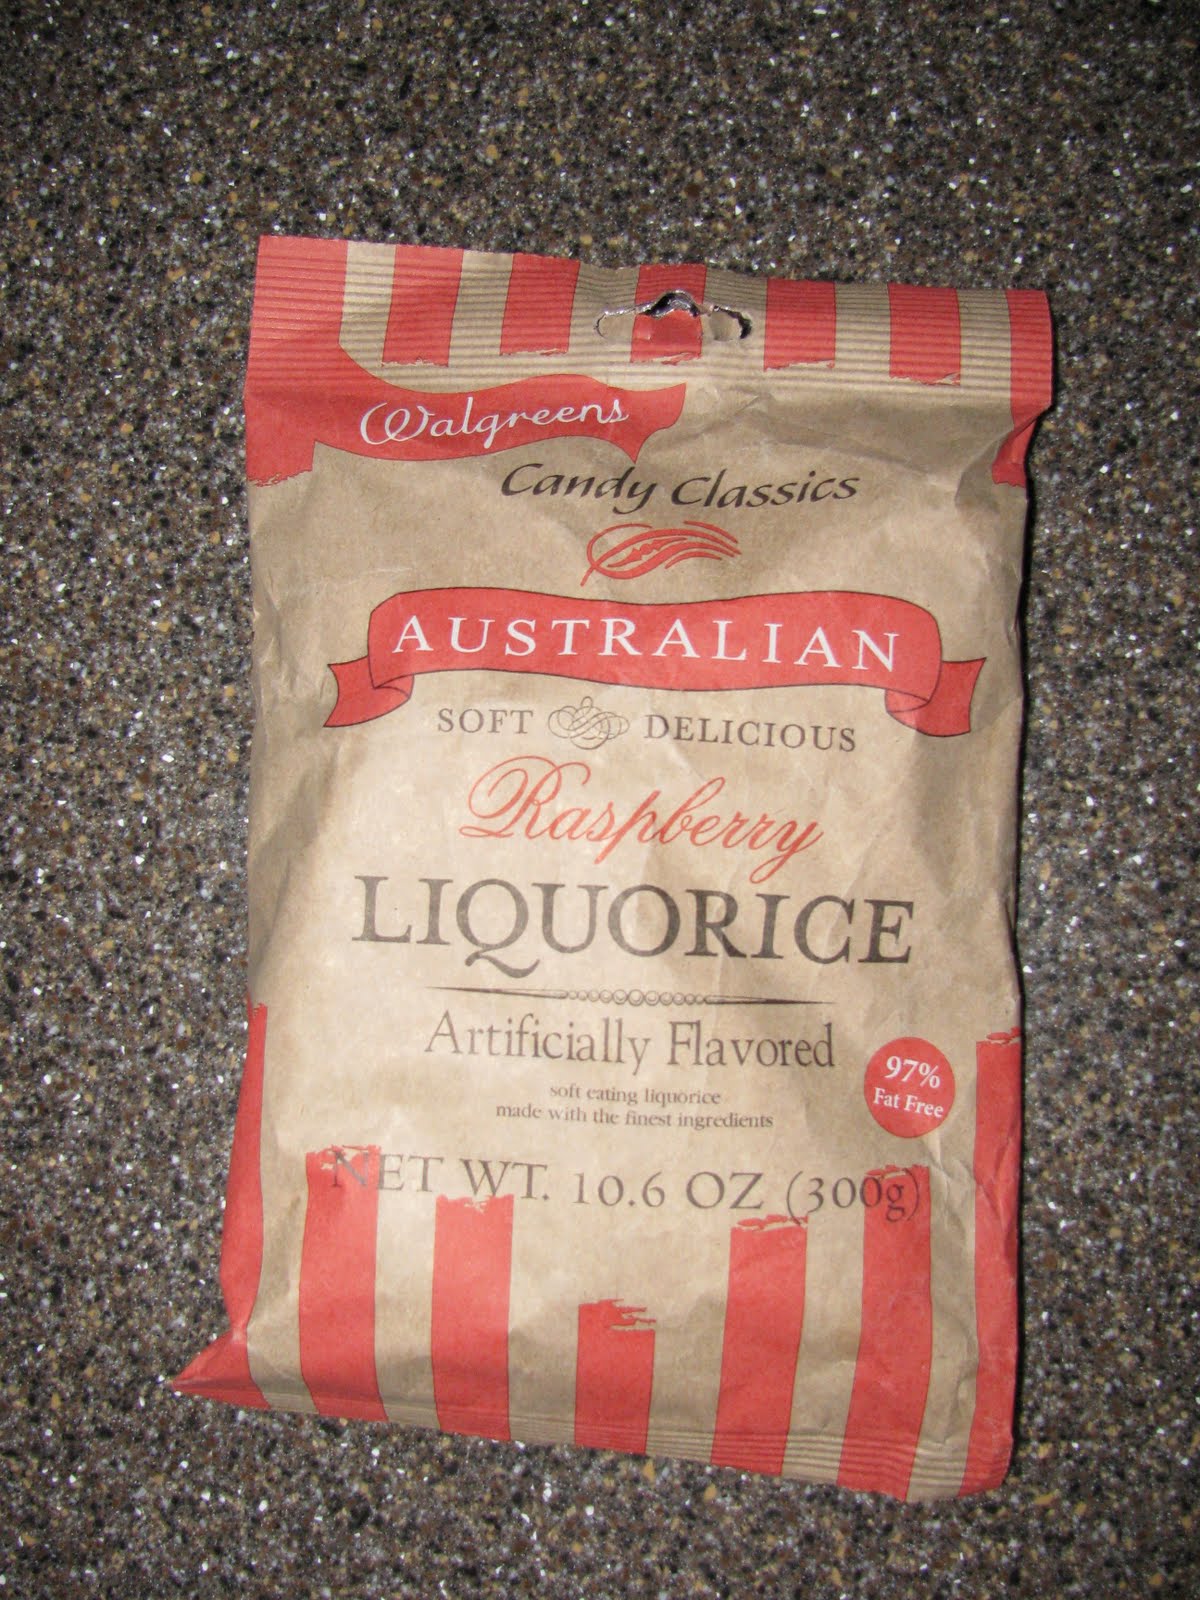 Walgreens
Candy Classics
AUSTRALIAN
SOFT DELICIOUS
Raspberry
LIQUORICE
Artificially Flavored
soft eating liquorice
made with the finest ingredients
97%
Fat Free
NET WT. 10.6 OZ (300g)